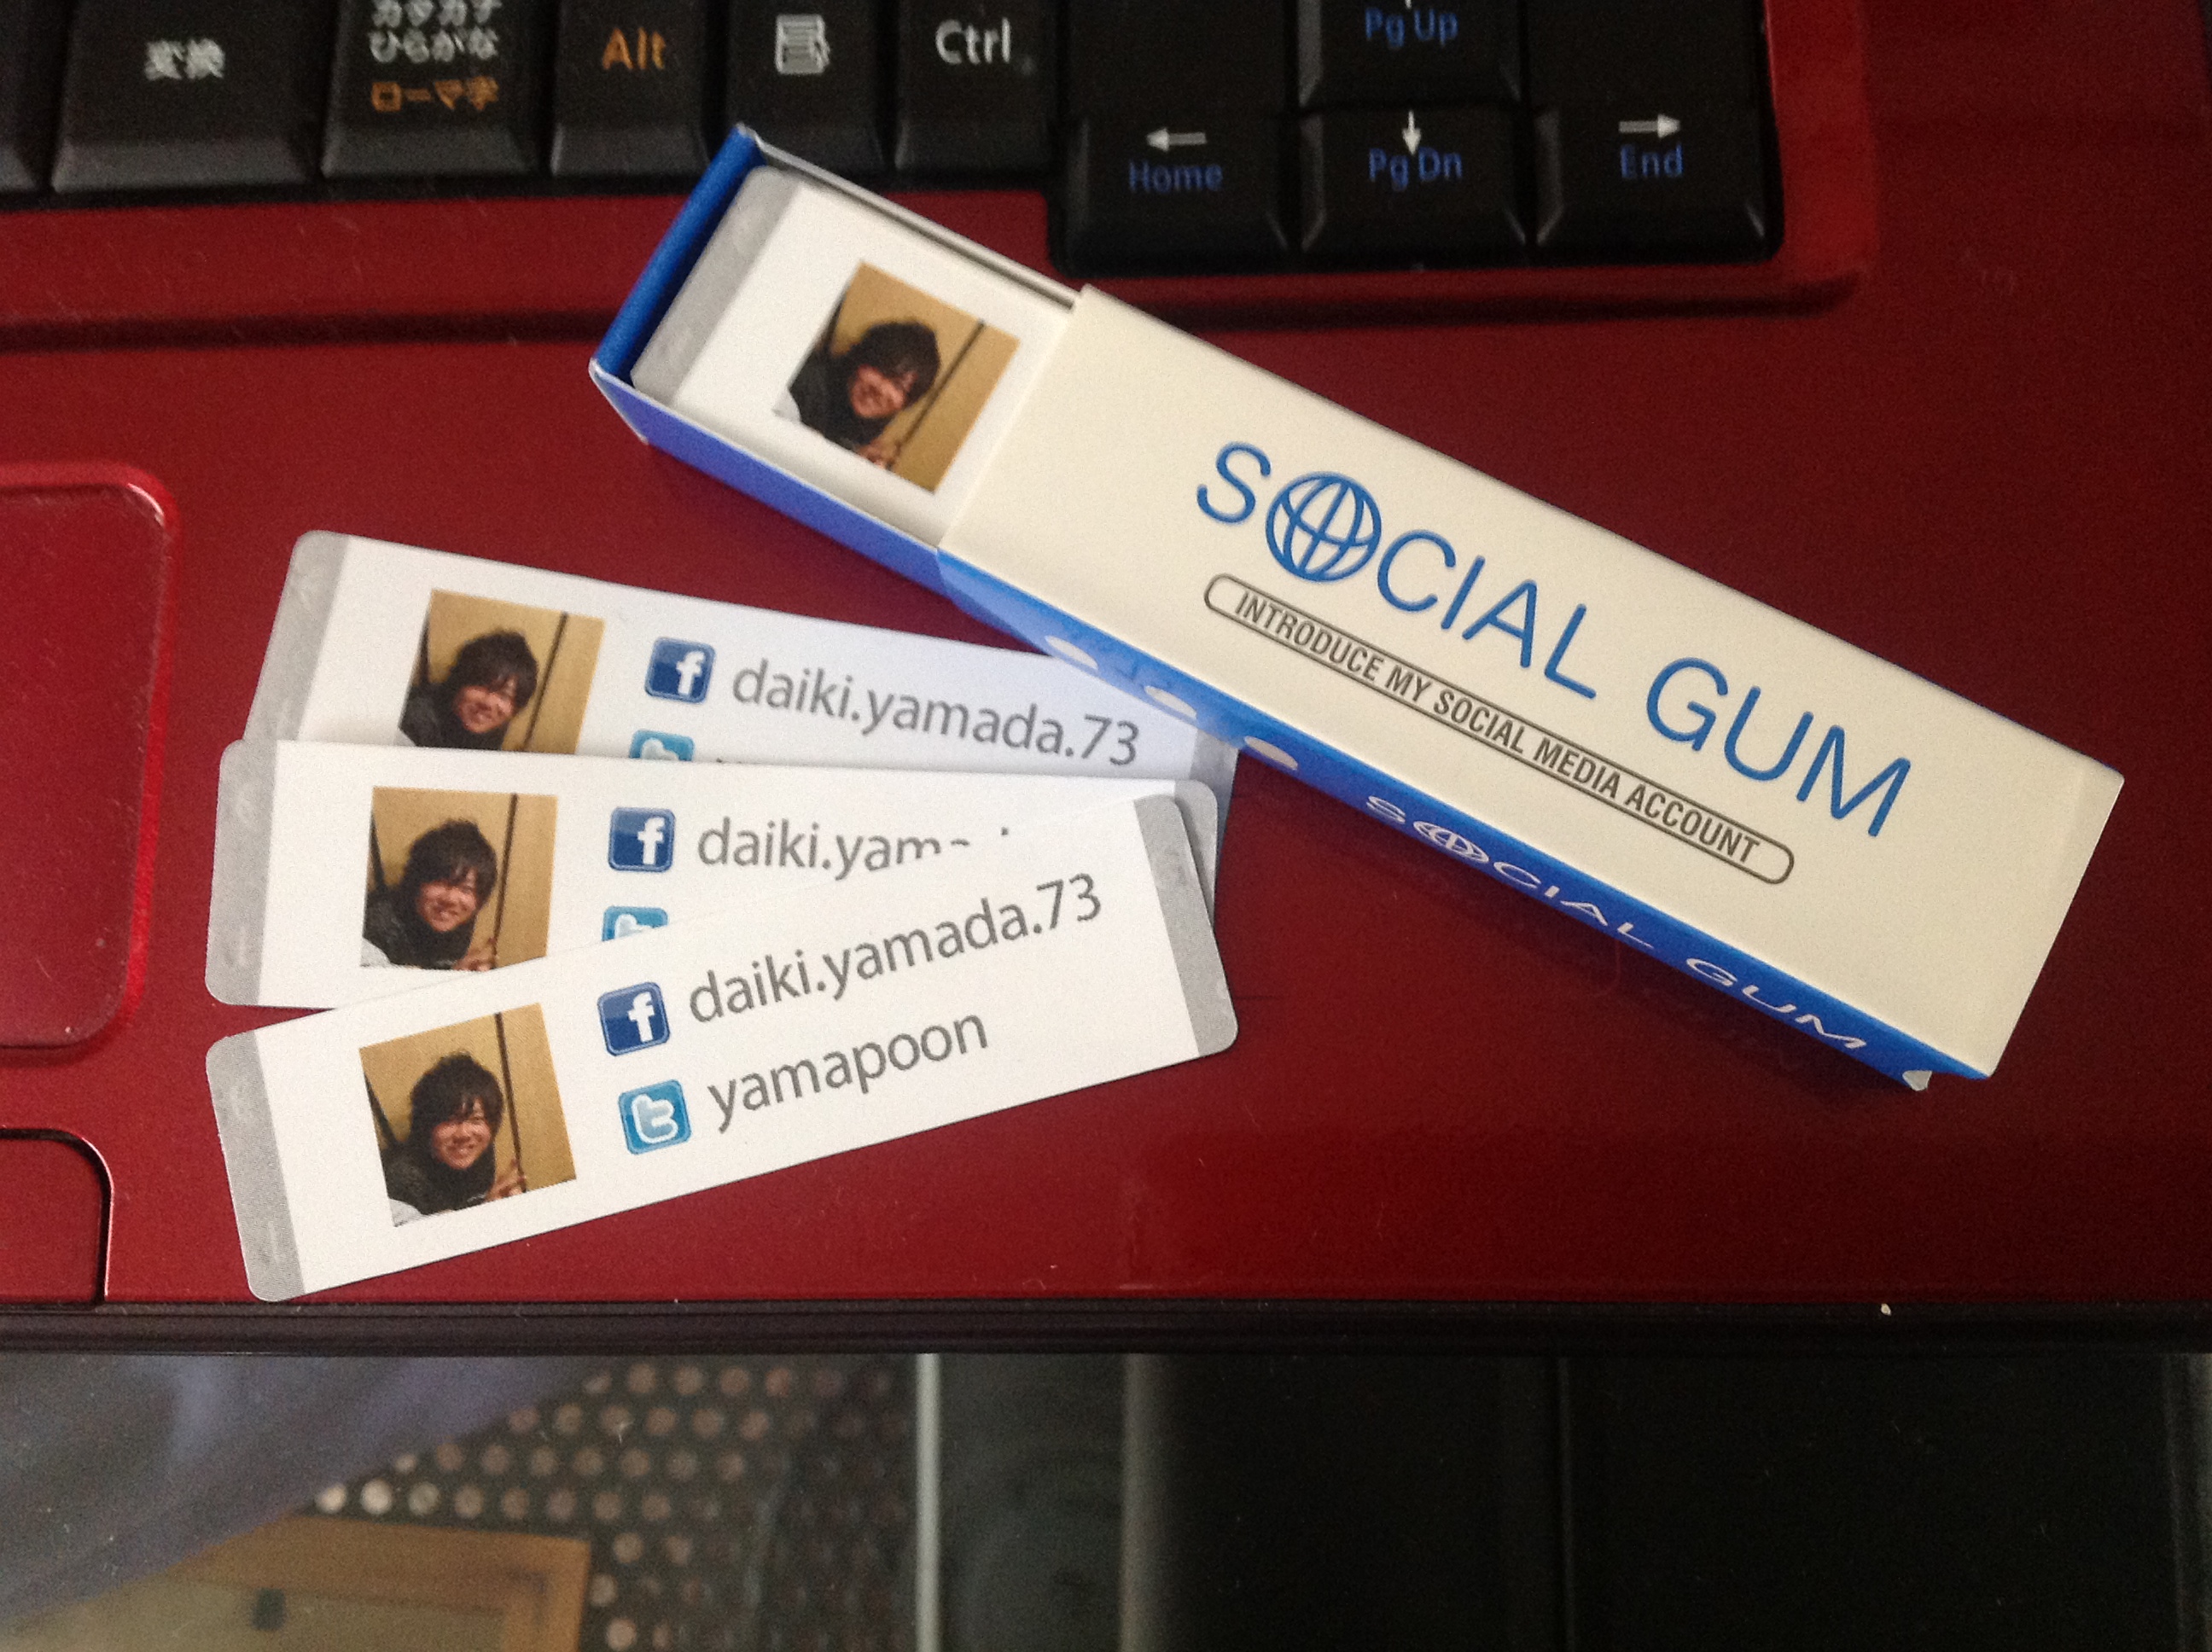 変換
カタカナ
ひらがな
ローマ字
Alt
Ctrl
Pg Up
Home
Pg Dn
End
SOCIAL GUM
INTRODUCE MY SOCIAL MEDIA ACCOUNT
SOCIAL GUM
f daiki.yamada.73
t
f daiki.yama
t
f daiki.yamada.73
t yamapoon